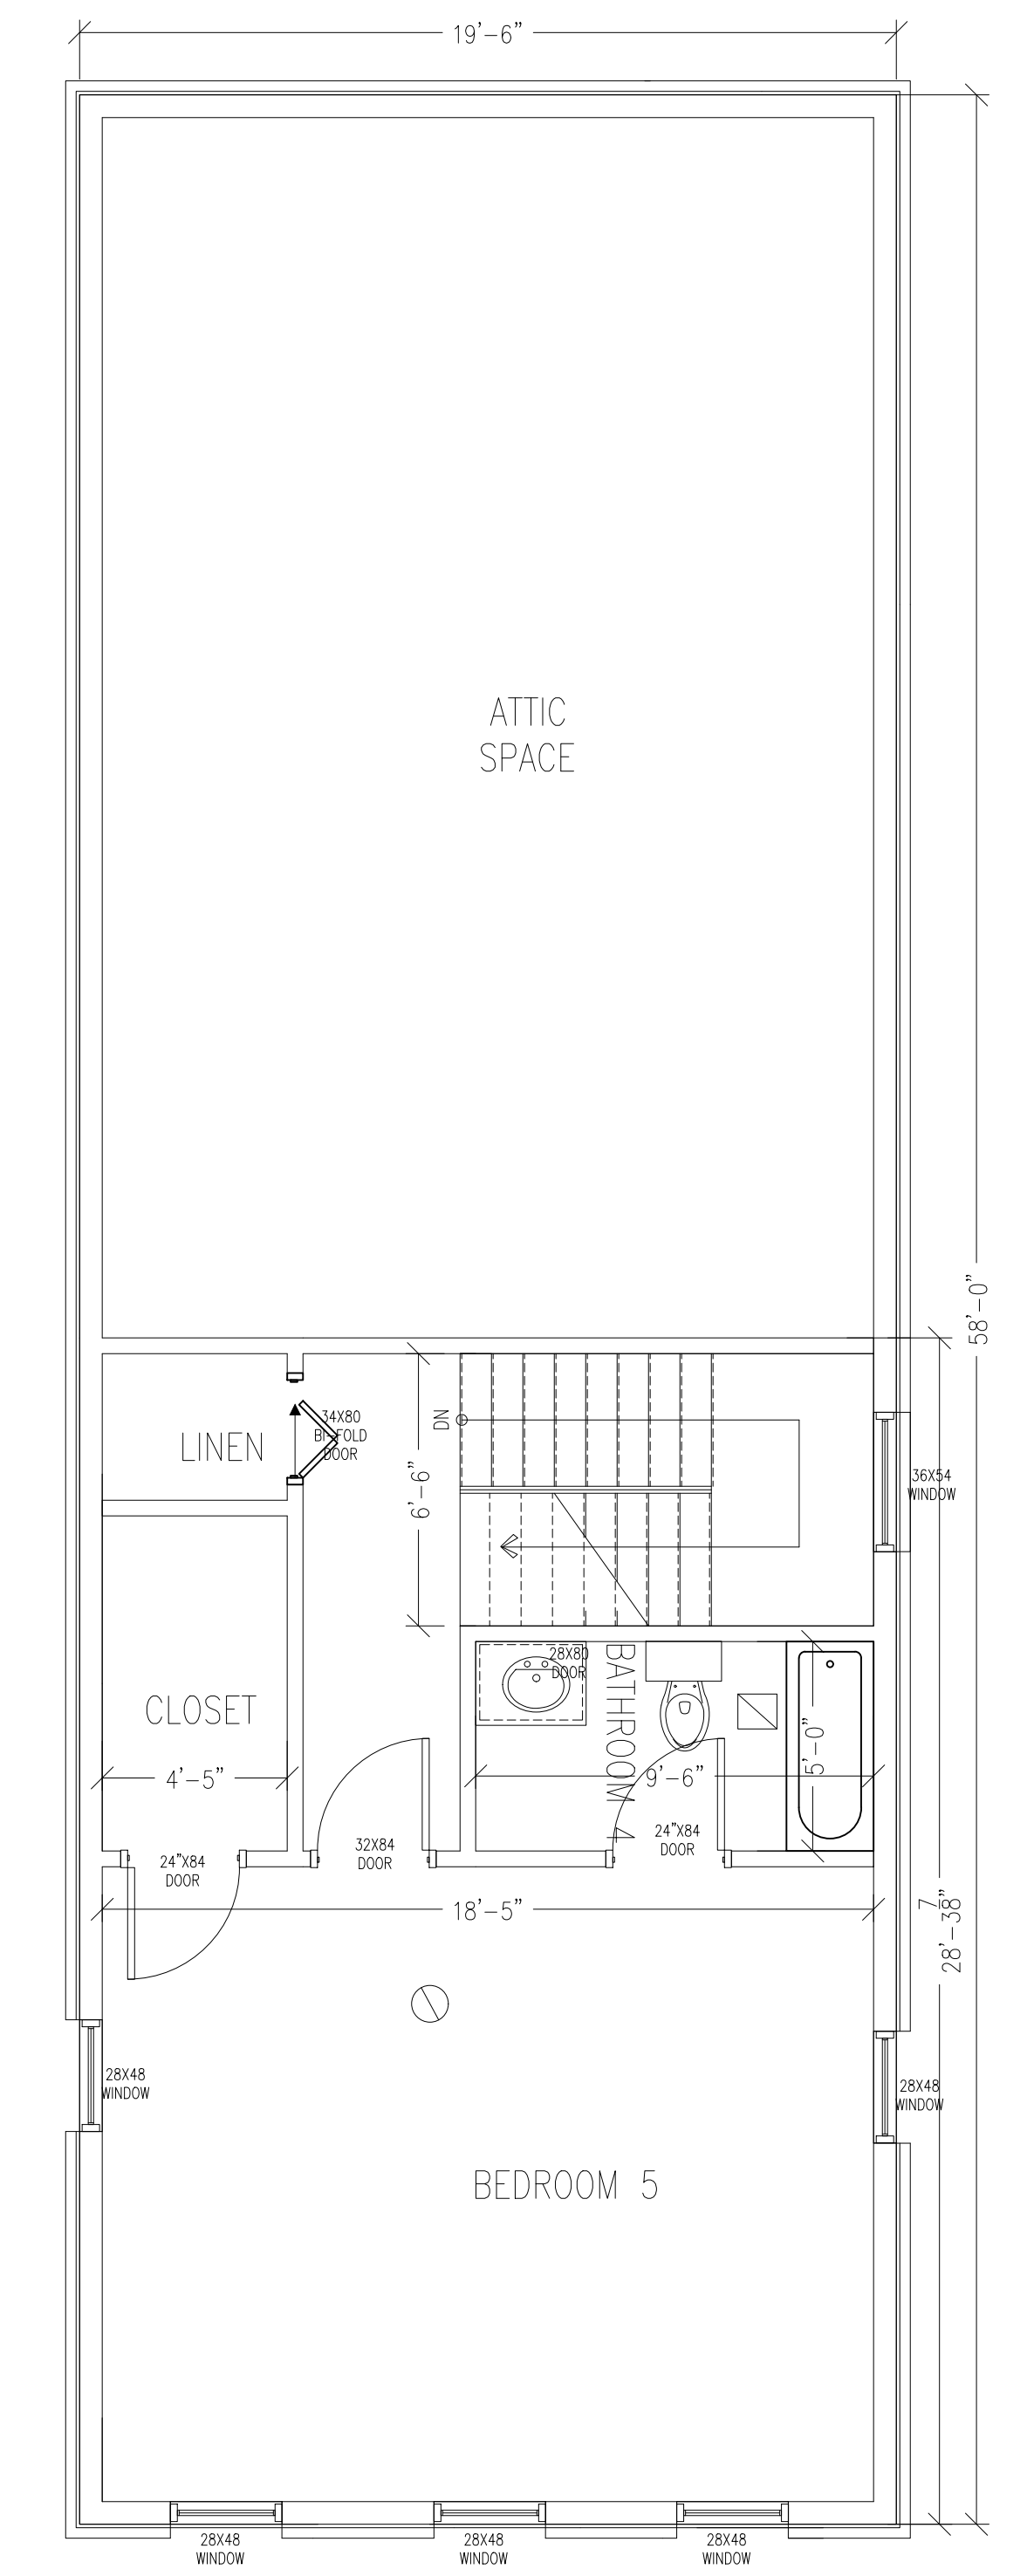 19'-6"
ATTIC
SPACE
58'-0"
34X80
BI-FOLD
DOOR
DN
LINEN
6'-6"
36X54
WINDOW
28X80
DOOR
BATHROOM 4
CLOSET
5'-0"
4'-5"
9'-6"
32X84
DOOR
24"X84
DOOR
24"X84
DOOR
18'-5"
7
28'-38"
28X48
WINDOW
28X48
WINDOW
BEDROOM 5
28X48
WINDOW
28X48
WINDOW
28X48
WINDOW